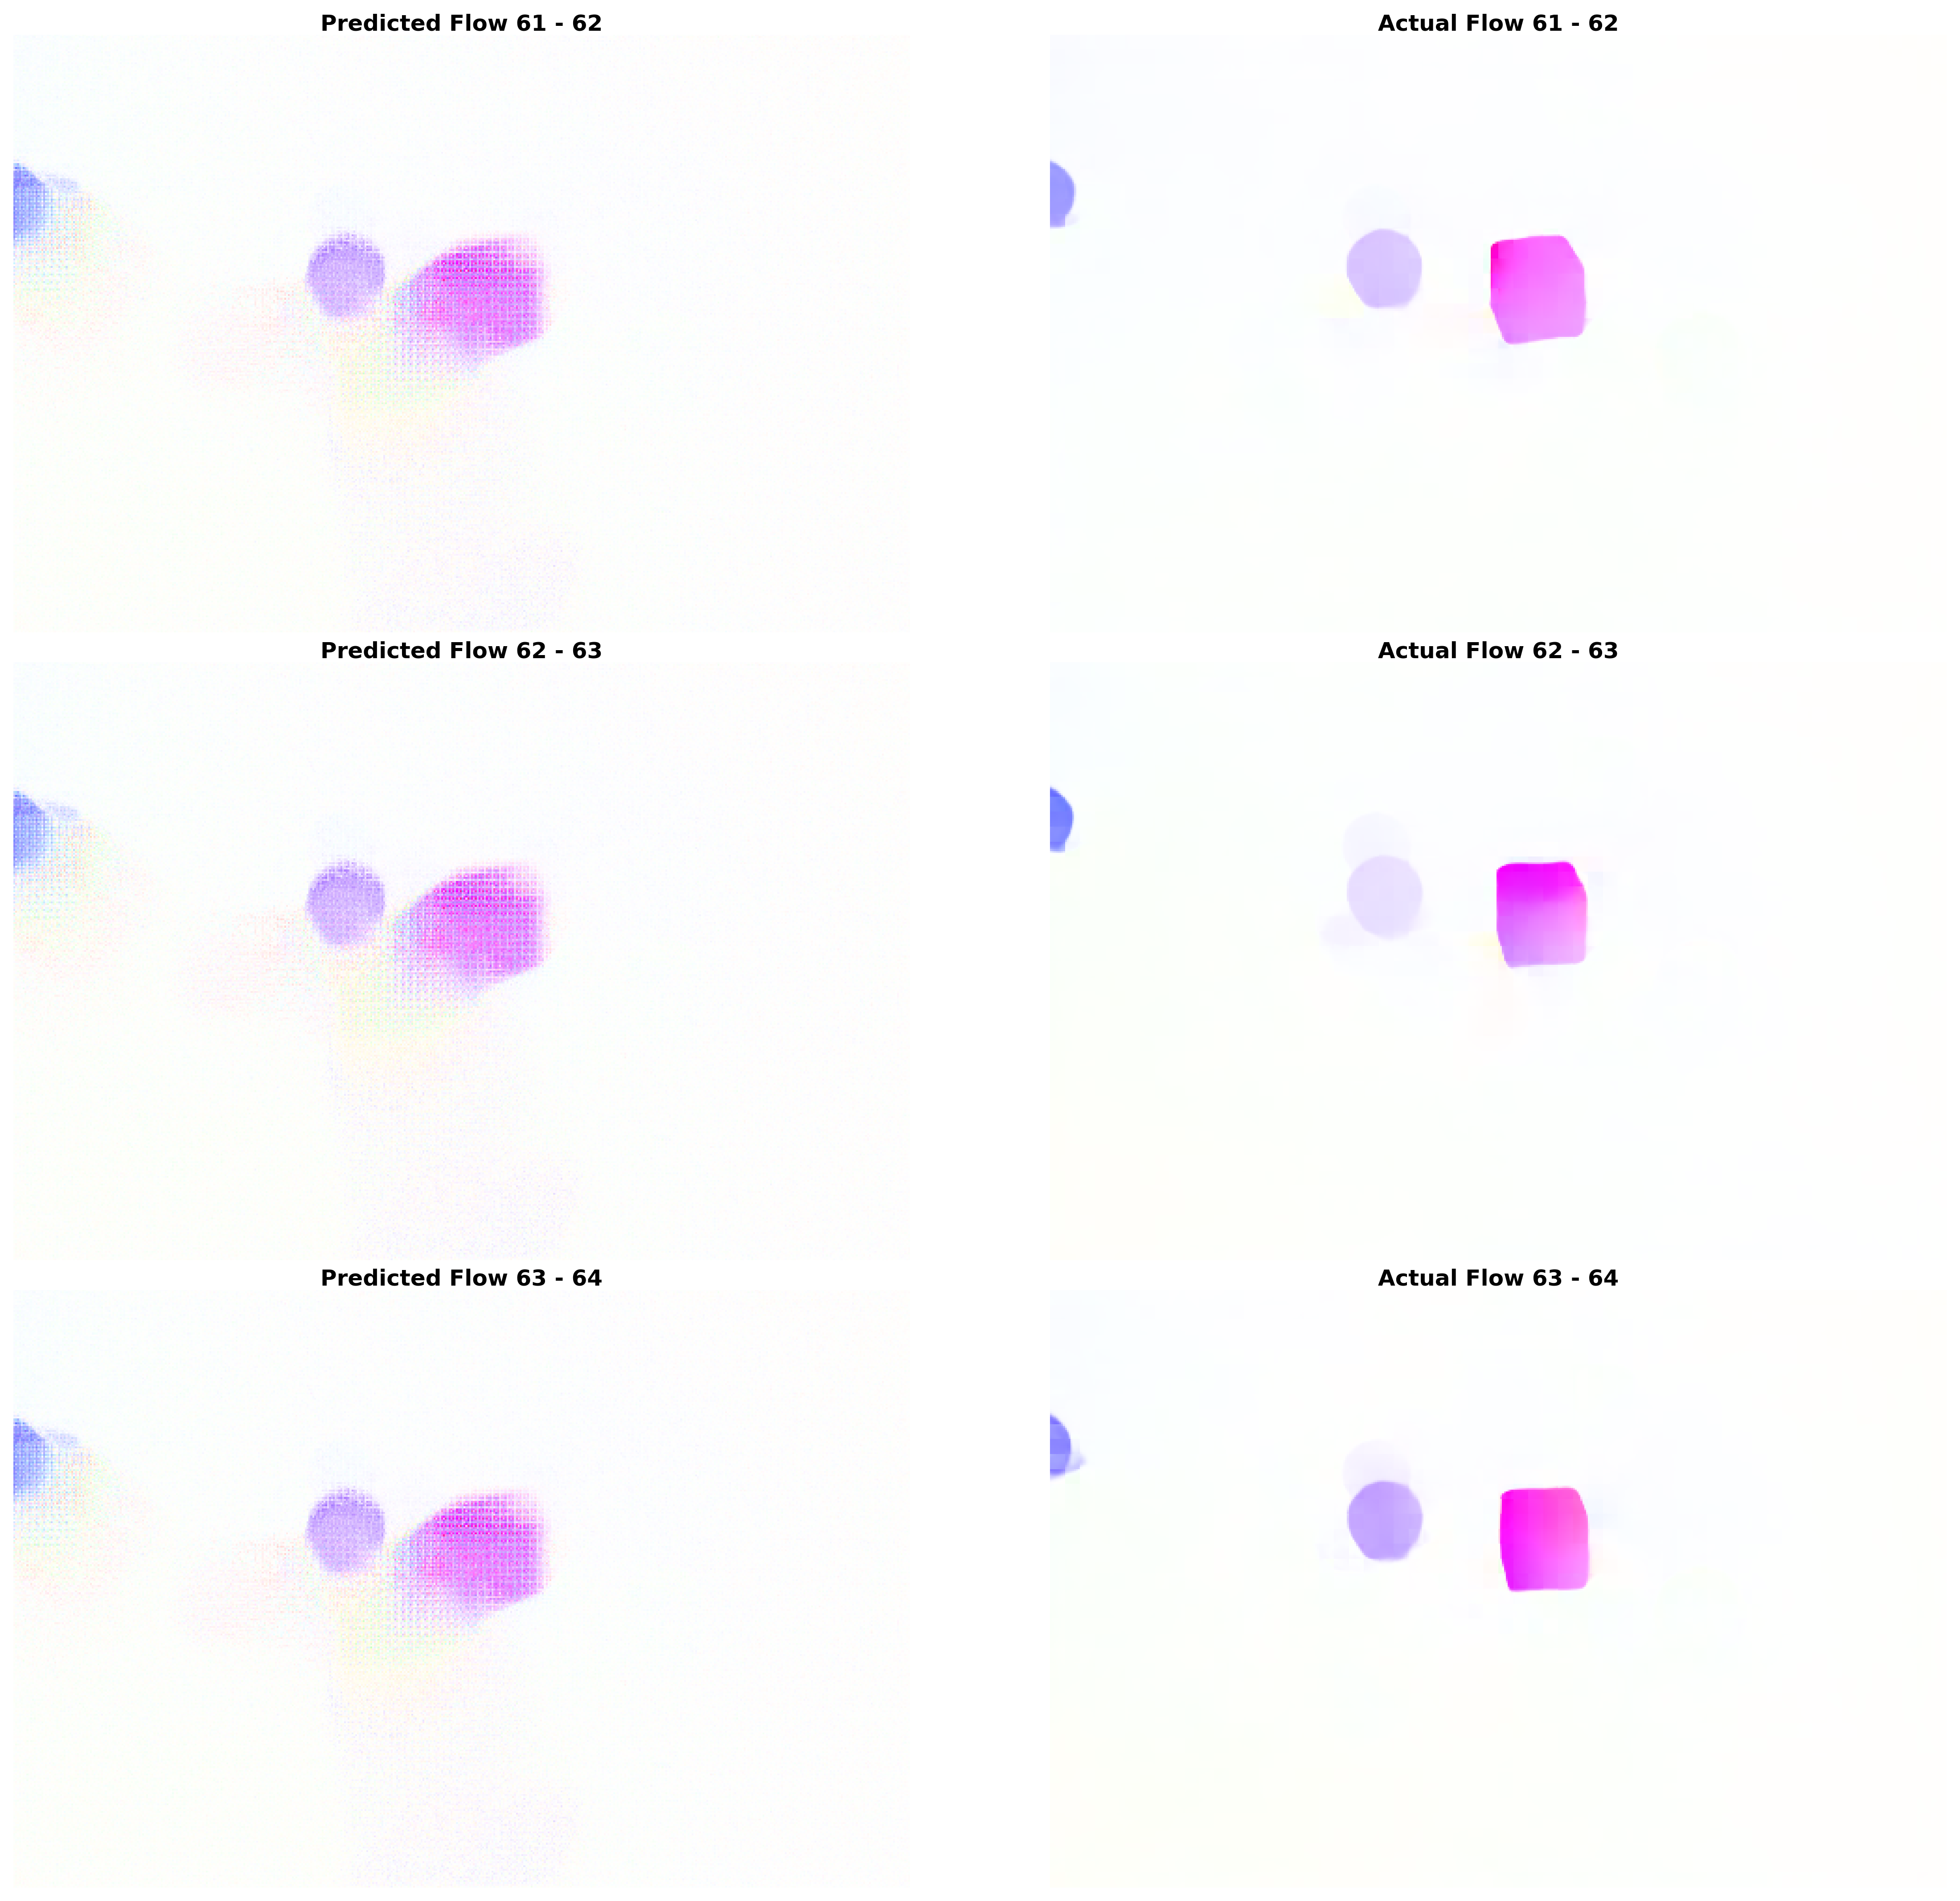 Predicted Flow 61 - 62
Actual Flow 61 - 62
Predicted Flow 62 - 63
Actual Flow 62 - 63
Predicted Flow 63 - 64
Actual Flow 63 - 64